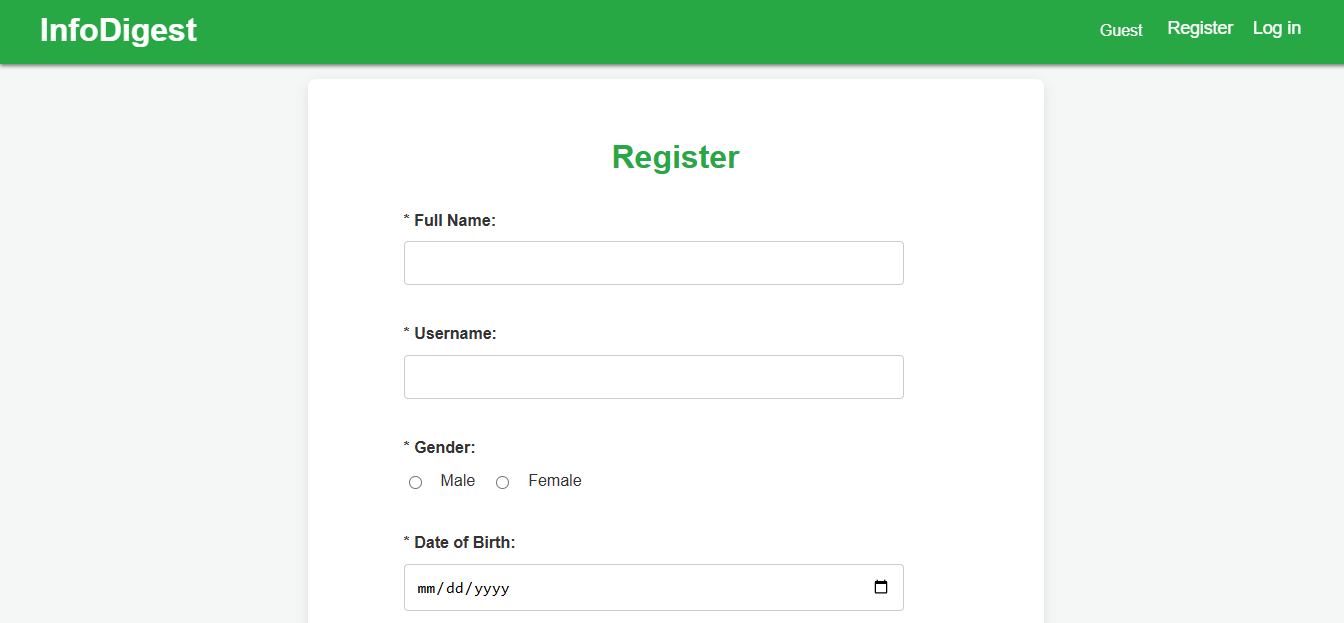 InfoDigest
Guest Register Log in
Register
* Full Name:
* Username:
* Gender:
Male Female
* Date of Birth:
mm/dd/yyyy